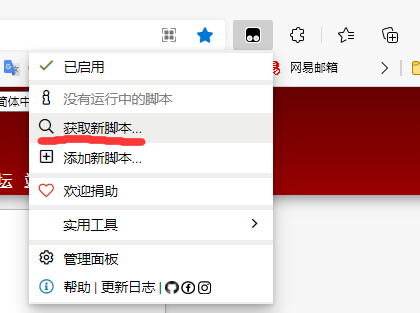 已启用
网易邮箱
没有运行中的脚本
简体中
获取新脚本...
添加新脚本...
坛
欢迎捐助
实用工具
管理面板
帮助 | 更新日志 |